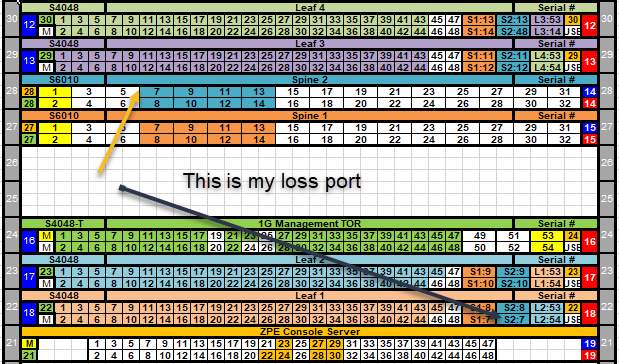 S4048 Leaf 4 Serial #
30 12 30 1 3 5 7 9 11 13 15 17 19 21 23 25 27 29 31 33 35 37 39 41 43 45 47 S1:13 S2:13 L3:53 30 12 30
M 2 4 6 8 10 12 14 16 18 20 22 24 26 28 30 32 34 36 38 40 42 44 46 48 S1:14 S2:48 L3:14 USE
S4048 Leaf 3 Serial #
29 13 29 1 3 5 7 9 11 13 15 17 19 21 23 25 27 29 31 33 35 37 39 41 43 45 47 S1:11 S2:11 L4:53 29 13 29
M 2 4 6 8 10 12 14 16 18 20 22 24 26 28 30 32 34 36 38 40 42 44 46 48 S1:12 S2:12 L4:54 USE
S6010 Spine 2 Serial #
28 28 1 3 5 7 9 11 13 15 17 19 21 23 25 27 29 31 14 28
28 2 4 6 8 10 12 14 16 18 20 22 24 26 28 30 32 14
S6010 Spine 1 Serial #
27 27 1 3 5 7 9 11 13 15 17 19 21 23 25 27 29 31 15 27
27 2 4 6 8 10 12 14 16 18 20 22 24 26 28 30 32 15
26 26
This is my loss port
25 25
S4048-T 1G Management TOR Serial #
24 16 M 1 3 5 7 9 11 13 15 17 19 21 23 25 27 29 31 33 35 37 39 41 43 45 47 49 51 53 24 16 24
M 2 4 6 8 10 12 14 16 18 20 22 24 26 28 30 32 34 36 38 40 42 44 46 48 50 52 54 USE
S4048 Leaf 2 Serial #
23 17 23 1 3 5 7 9 11 13 15 17 19 21 23 25 27 29 31 33 35 37 39 41 43 45 47 S1:9 S2:9 L1:53 23 17 23
M 2 4 6 8 10 12 14 16 18 20 22 24 26 28 30 32 34 36 38 40 42 44 46 48 S1:10 S2:10 L1:54 USE
S4048 Leaf 1 Serial #
22 18 22 1 3 5 7 9 11 13 15 17 19 21 23 25 27 29 31 33 35 37 39 41 43 45 47 S1:8 S2:8 L2:53 22 18 22
M 2 4 6 8 10 12 14 16 18 20 22 24 26 28 30 32 34 36 38 40 42 44 46 48 S1:7 S2:7 L2:54 USE
ZPE Console Server
21 M 1 3 5 7 9 11 13 15 17 19 21 23 25 27 29 31 33 35 37 39 41 43 45 47 19 21
21 2 4 6 8 10 12 14 16 18 20 22 24 26 28 30 32 34 36 38 40 42 44 46 48 19